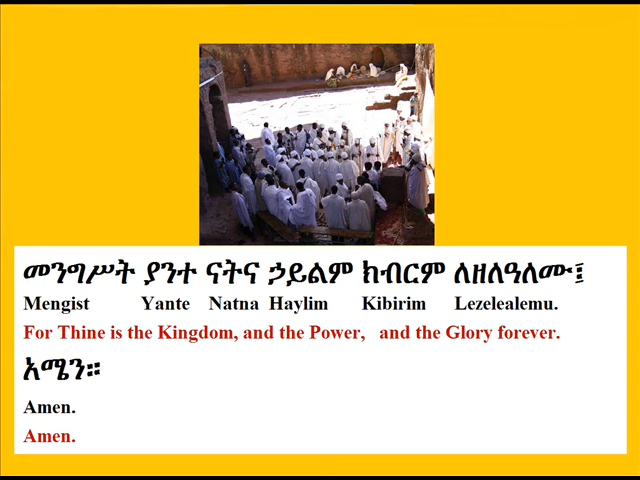 መንግሥት ያንተ ናትና ኃይልም ክብርም ለዘለዓለሙ፤
Mengist Yante Natna Haylim Kibirim Lezelealemu.
For Thine is the Kingdom, and the Power, and the Glory forever.
አሜን።
Amen.
Amen.